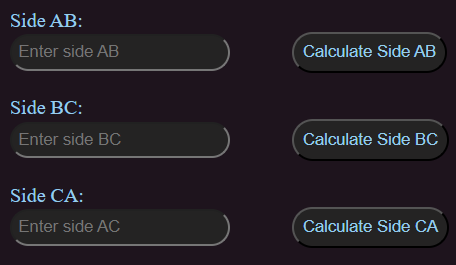 Side AB:
Enter side AB
Calculate Side AB
Side BC:
Enter side BC
Calculate Side BC
Side CA:
Enter side AC
Calculate Side CA